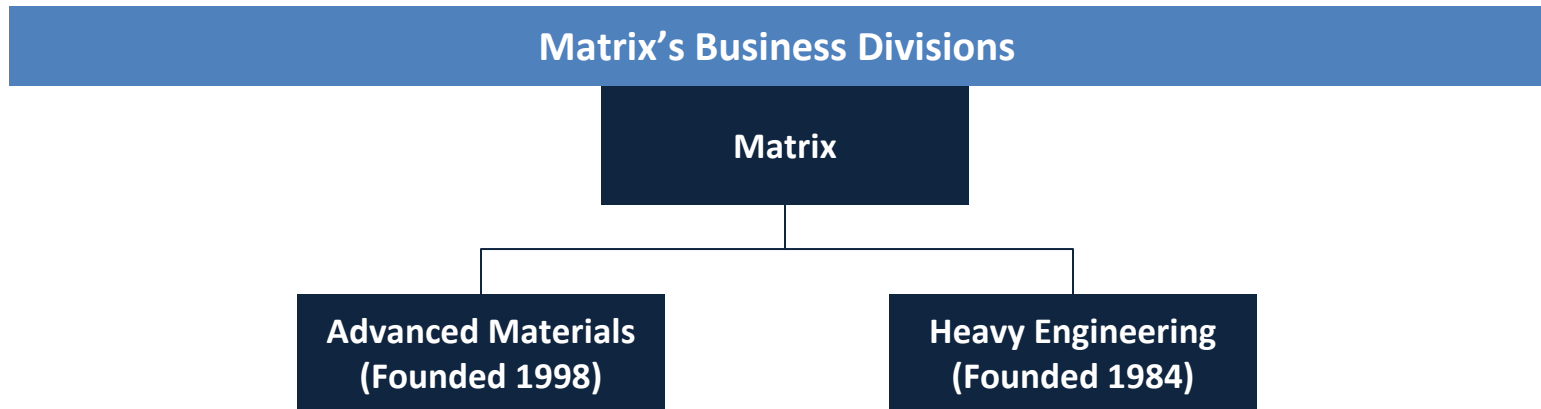 Matrix’s Business Divisions
Matrix
Advanced Materials
(Founded 1998)
Heavy Engineering
(Founded 1984)